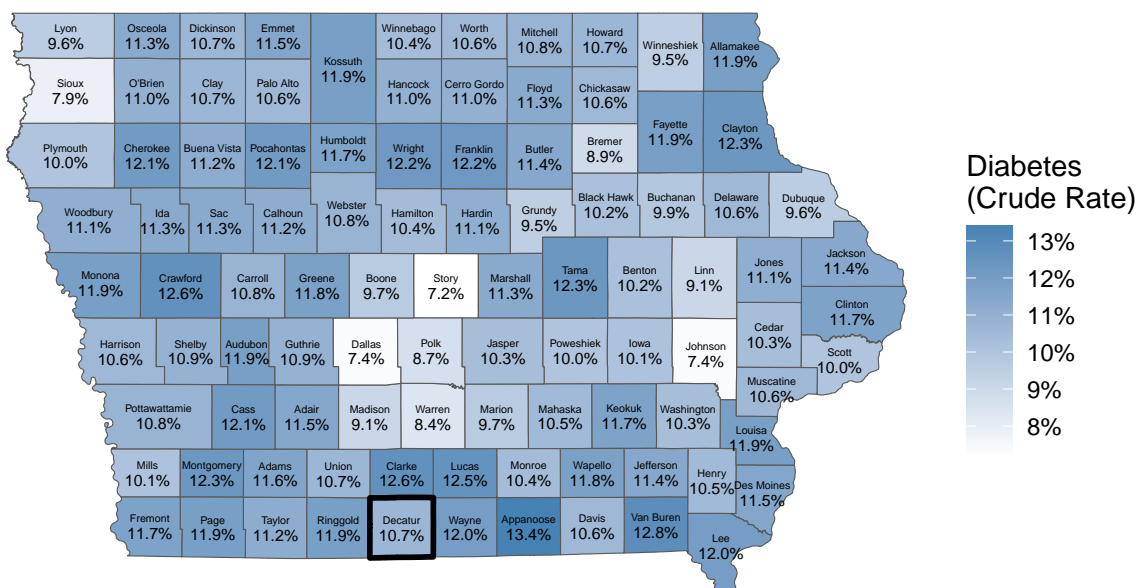 Lyon Osceola Dickinson Emmet Winnebago Worth Mitchell Howard Winneshiek Allamakee
9.6% 11.3% 10.7% 11.5% 10.4% 10.6% 10.8% 10.7% 9.5% 11.9%
Kossuth
11.9%
Sioux O'Brien Clay Palo Alto Hancock Cerro Gordo Floyd Chickasaw
7.9% 11.0% 10.7% 10.6% 11.0% 11.0% 11.3% 10.6%
Fayette Clayton
11.9% 12.3%
Plymouth Cherokee Buena Vista Pocahontas Humboldt Wright Franklin Butler Bremer
10.0% 12.1% 11.2% 12.1% 11.7% 12.2% 12.2% 11.4% 8.9%
Woodbury Ida Sac Calhoun Webster Hamilton Hardin Grundy Black Hawk Buchanan Delaware Dubuque
11.1% 11.3% 11.3% 11.2% 10.8% 10.4% 11.1% 9.5% 10.2% 9.9% 10.6% 9.6%
Monona Crawford Carroll Greene Boone Story Marshall Tama Benton Linn Jones Jackson
11.9% 12.6% 10.8% 11.8% 9.7% 7.2% 11.3% 12.3% 10.2% 9.1% 11.1% 11.4%
Clinton
11.7%
Harrison Shelby Audubon Guthrie Dallas Polk Jasper Poweshiek Iowa Johnson Cedar Scott
10.6% 10.9% 11.9% 10.9% 7.4% 8.7% 10.3% 10.0% 10.1% 7.4% 10.3% 10.0%
Muscatine
10.6%
Pottawattamie Cass Adair Madison Warren Marion Mahaska Keokuk Washington Louisa
10.8% 12.1% 11.5% 9.1% 8.4% 9.7% 10.5% 11.7% 10.3% 11.9%
Mills Montgomery Adams Union Clarke Lucas Monroe Wapello Jefferson Henry Des Moines
10.1% 12.3% 11.6% 10.7% 12.6% 12.5% 10.4% 11.8% 11.4% 10.5% 11.5%
Fremont Page Taylor Ringgold Decatur Wayne Appanoose Davis Van Buren Lee
11.7% 11.9% 11.2% 11.9% 10.7% 12.0% 13.4% 10.6% 12.8% 12.0%
Diabetes
(Crude Rate)
13%
12%
11%
10%
9%
8%